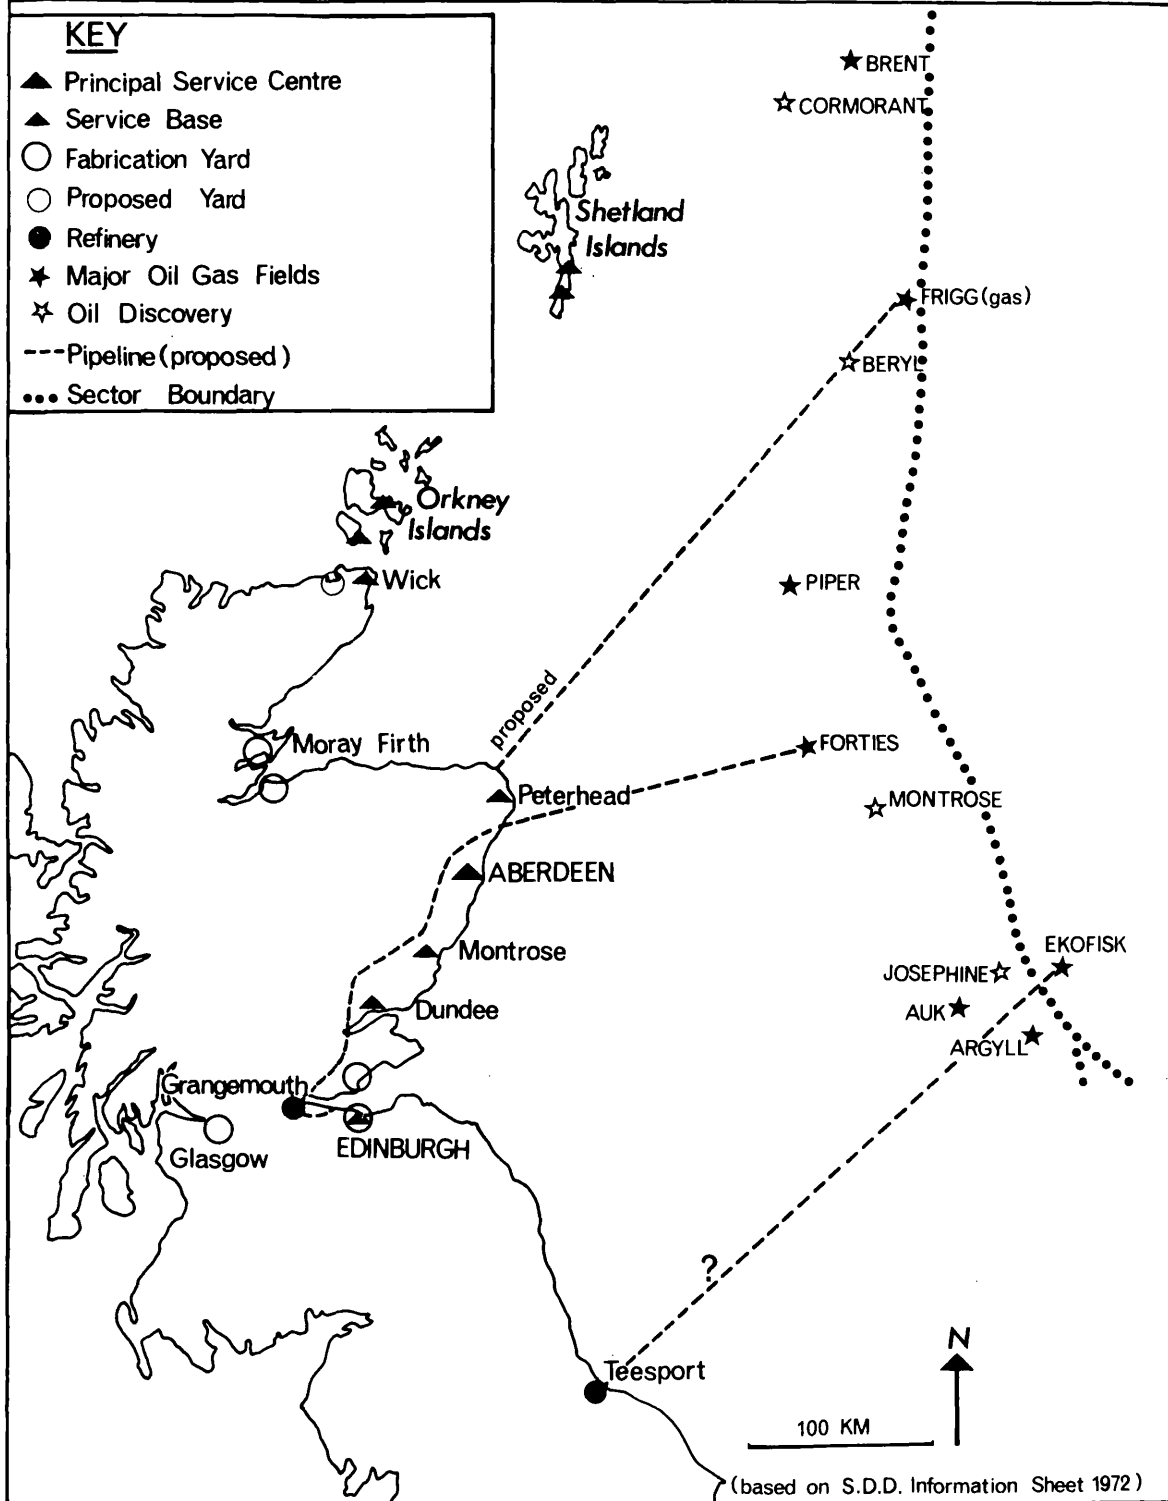 KEY
Principal Service Centre
Service Base
Fabrication Yard
Proposed Yard
Refinery
Major Oil Gas Fields
Oil Discovery
Pipeline (proposed)
Sector Boundary
BRENT
CORMORANT
Shetland
Islands
FRIGG (gas)
BERYL
Orkney
Islands
Wick
PIPER
proposed
Moray Firth
FORTIES
Peterhead
MONTROSE
ABERDEEN
Montrose
EKOFISK
JOSEPHINE
Dundee
AUK
ARGYLL
Grangemouth
Glasgow
EDINBURGH
?
N
Teesport
100 KM
(based on S.D.D. Information Sheet 1972)